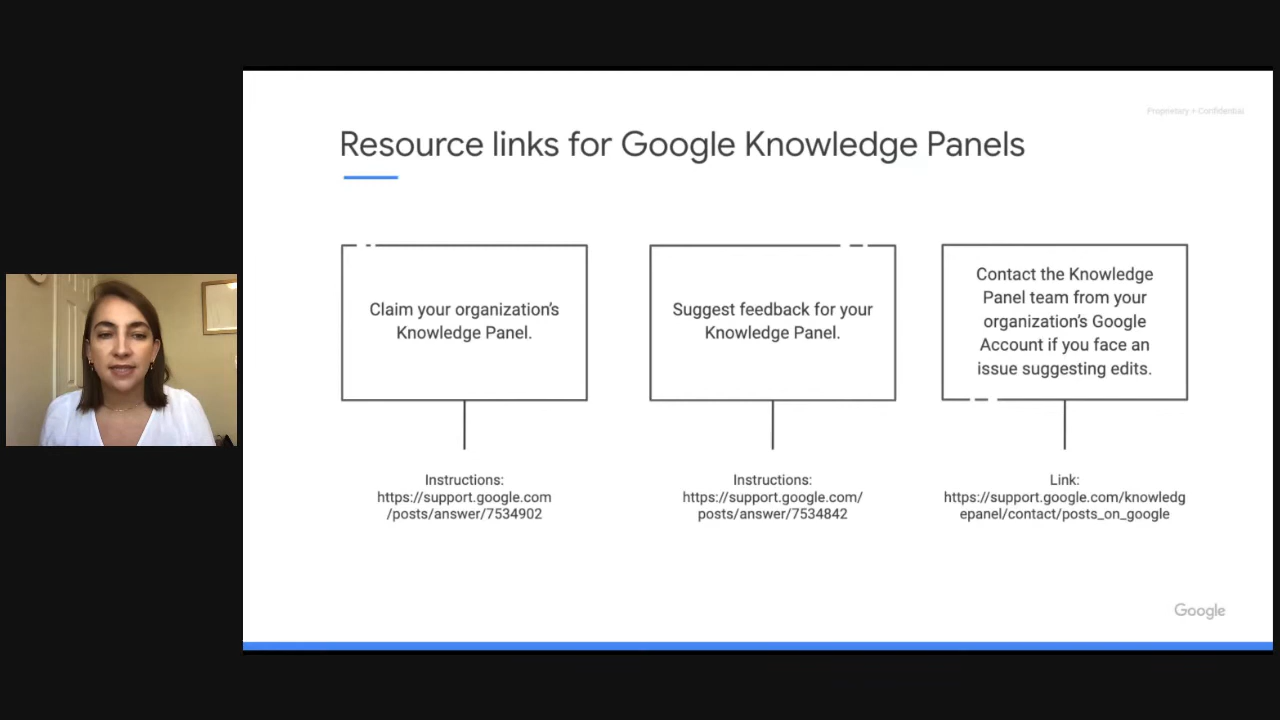 Proprietary + Confidential
Resource links for Google Knowledge Panels
Claim your organization’s
Knowledge Panel.
Instructions:
https://support.google.com
/posts/answer/7534902
Suggest feedback for your
Knowledge Panel.
Instructions:
https://support.google.com/
posts/answer/7534842
Contact the Knowledge
Panel team from your
organization’s Google
Account if you face an
issue suggesting edits.
Link:
https://support.google.com/knowledg
epanel/contact/posts_on_google
Google